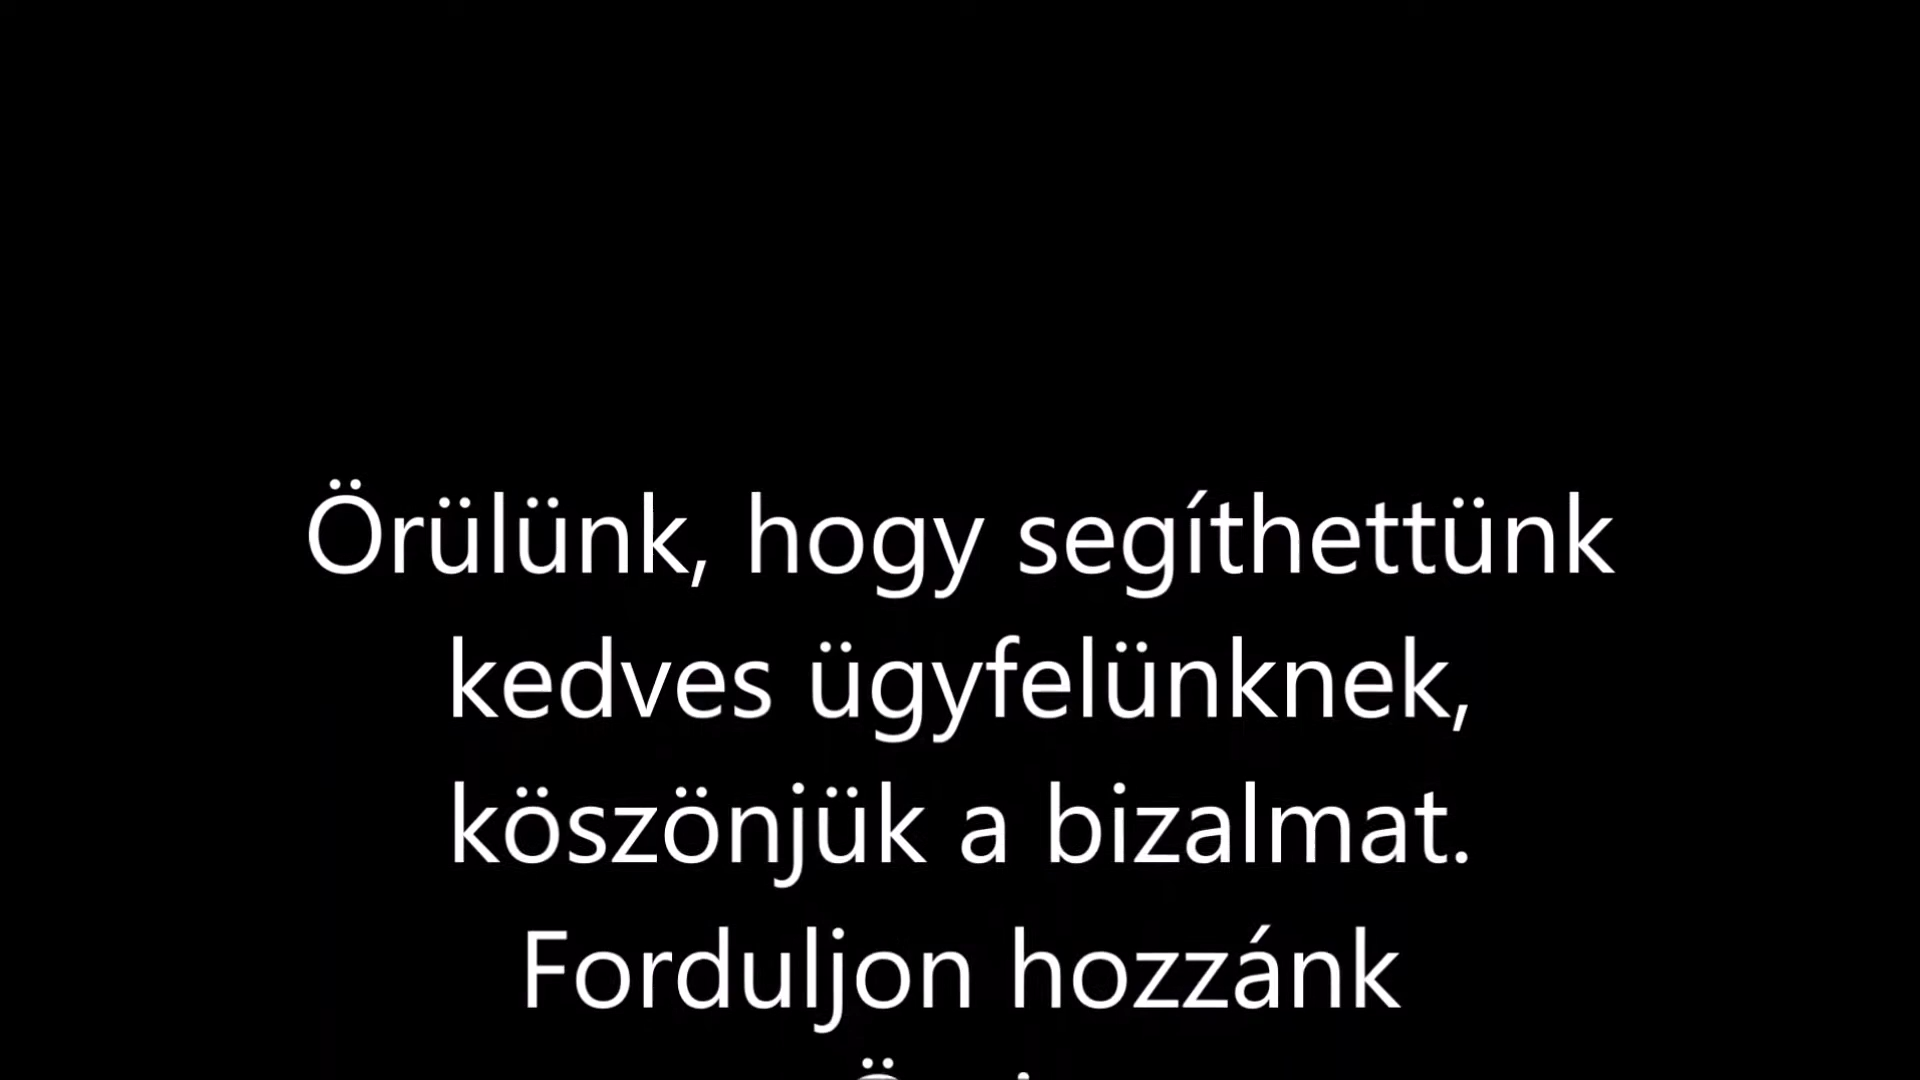 Örülünk, hogy segíthettünk
kedves ügyfelünknek,
köszönjük a bizalmat.
Forduljon hozzánk